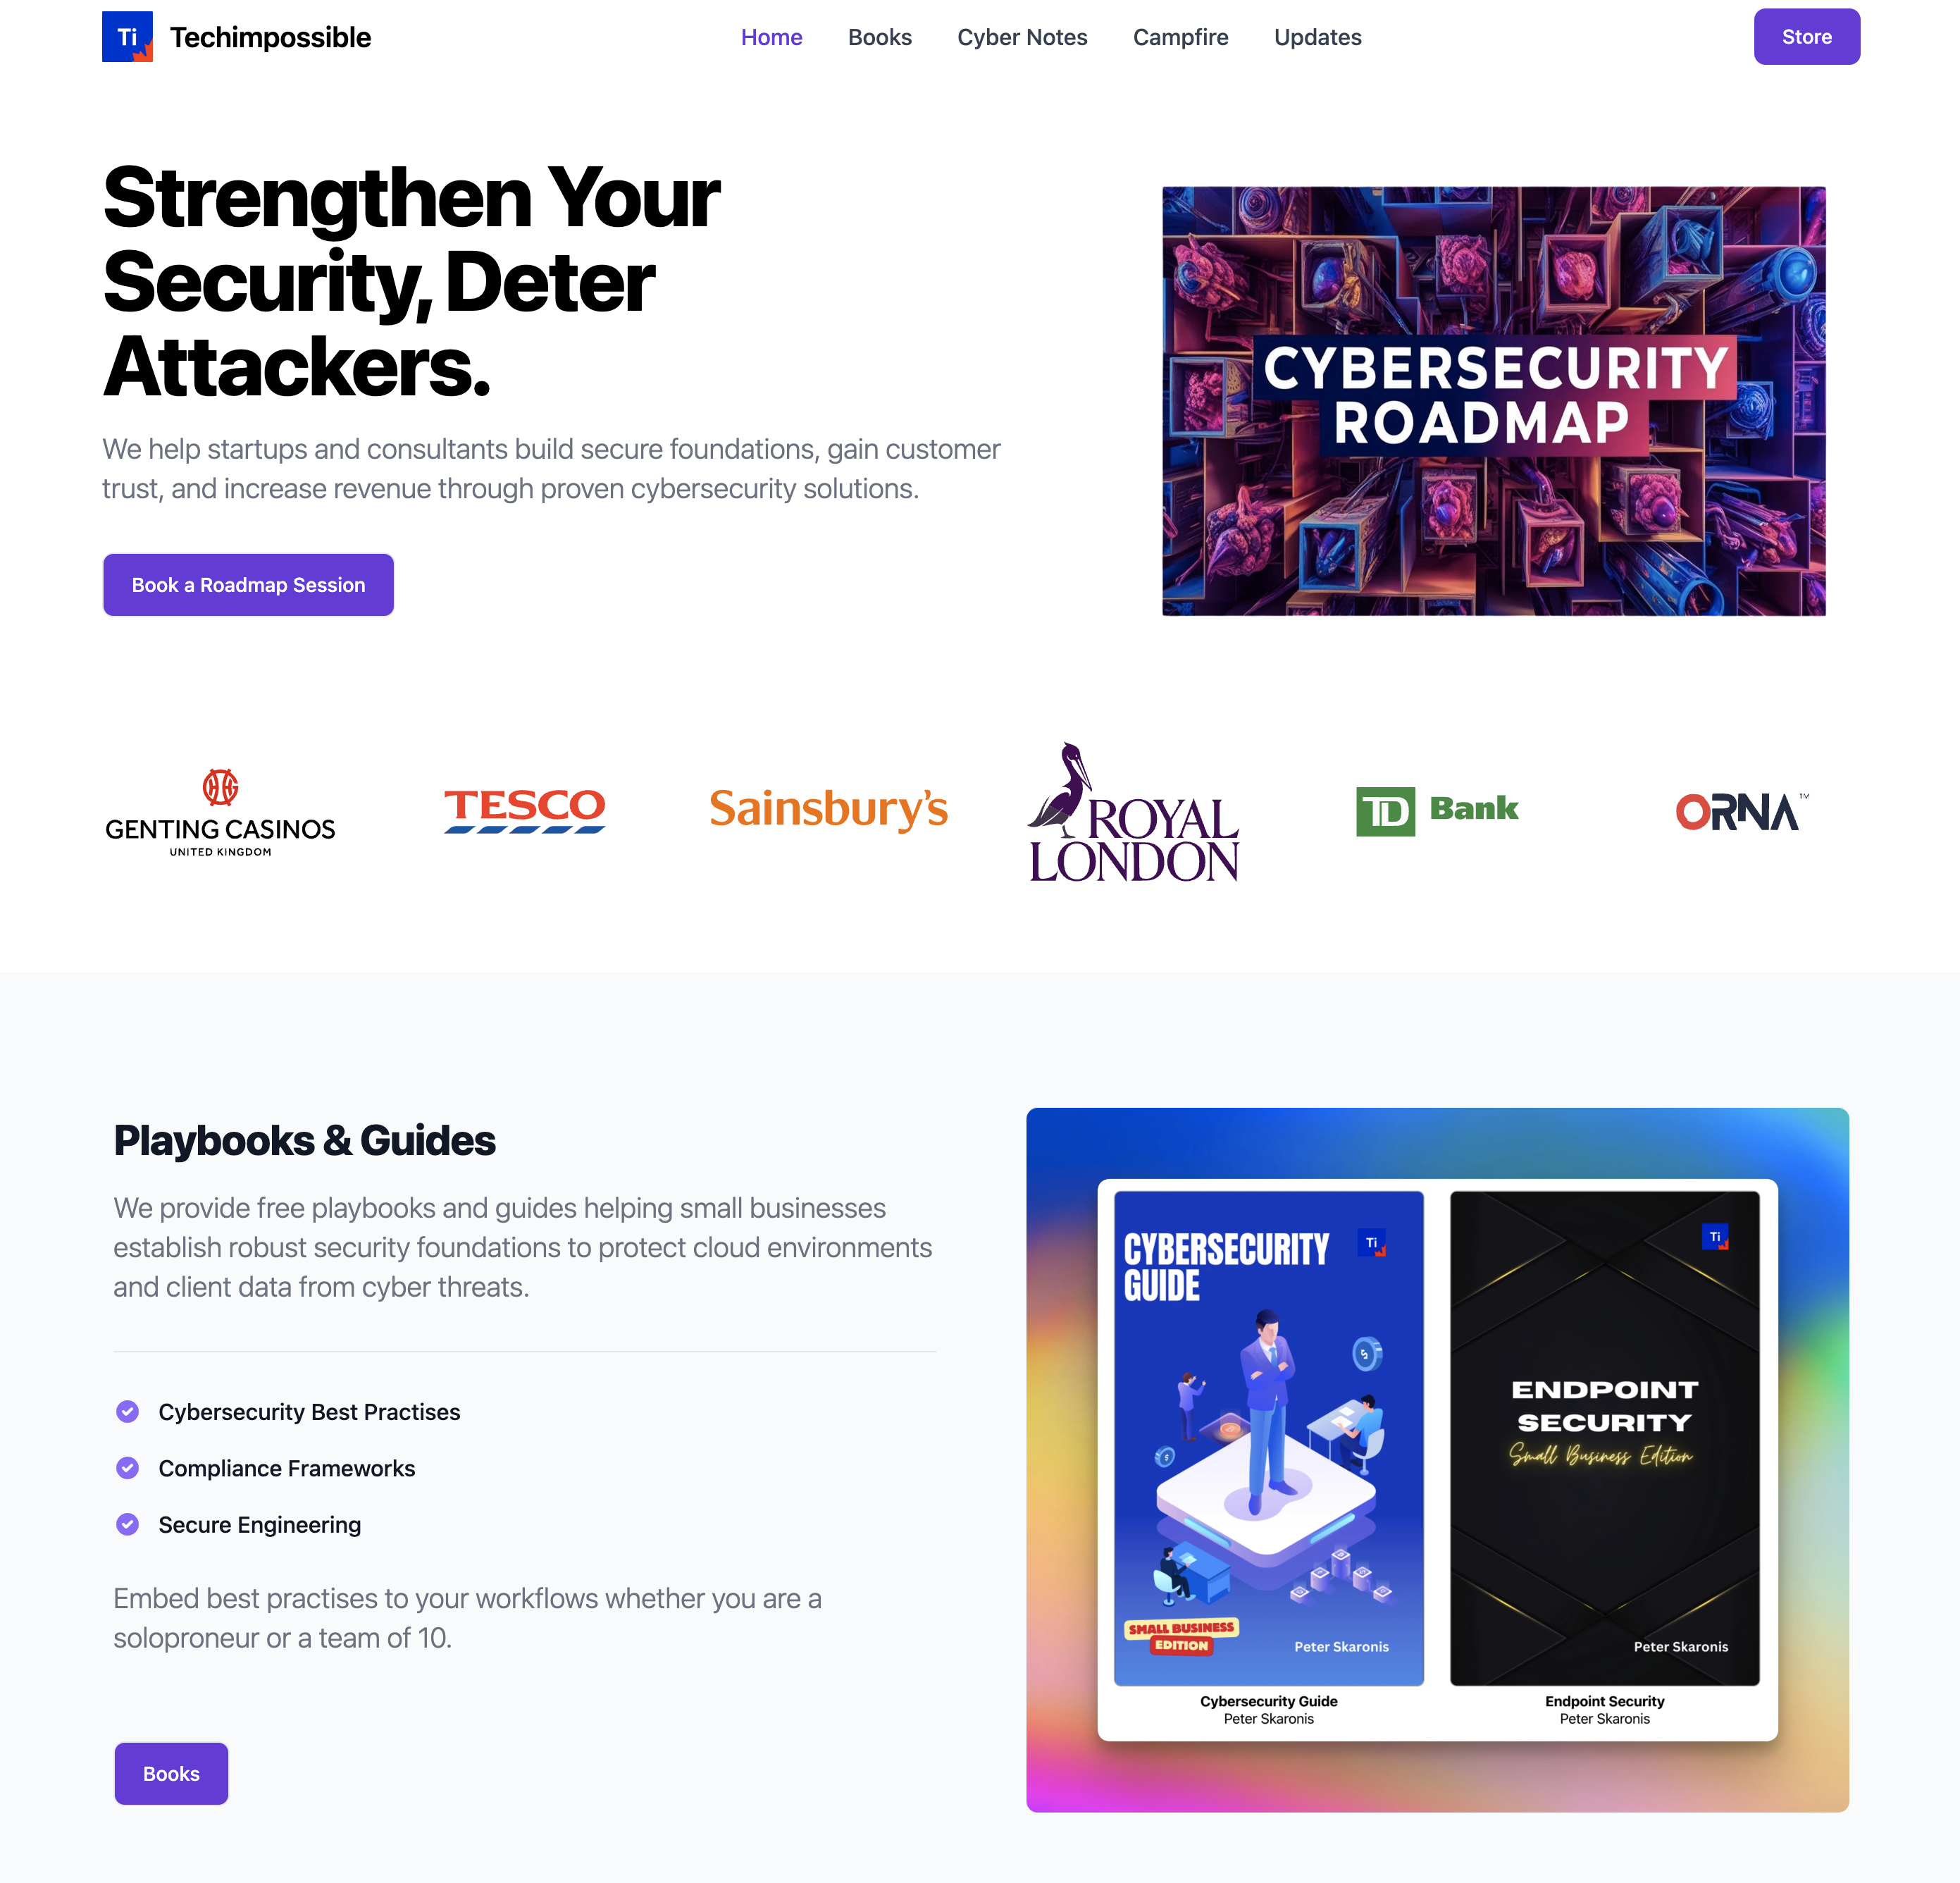 Ti Techimpossible
Home Books Cyber Notes Campfire Updates
Store
Strengthen Your
Security, Deter
Attackers.
We help startups and consultants build secure foundations, gain customer
trust, and increase revenue through proven cybersecurity solutions.
Book a Roadmap Session
CYBERSECURITY
ROADMAP
GENTING CASINOS
UNITED KINGDOM
TESCO
Sainsbury's
ROYAL
LONDON
TD Bank
ORNA™
Playbooks & Guides
We provide free playbooks and guides helping small businesses
establish robust security foundations to protect cloud environments
and client data from cyber threats.
Cybersecurity Best Practises
Compliance Frameworks
Secure Engineering
Embed best practises to your workflows whether you are a
soloproneur or a team of 10.
Books
CYBERSECURITY
GUIDE
Ti
SMALL BUSINESS
EDITION
Peter Skaronis
Cybersecurity Guide
Peter Skaronis
Ti
ENDPOINT
SECURITY
Small Business Edition
Peter Skaronis
Endpoint Security
Peter Skaronis